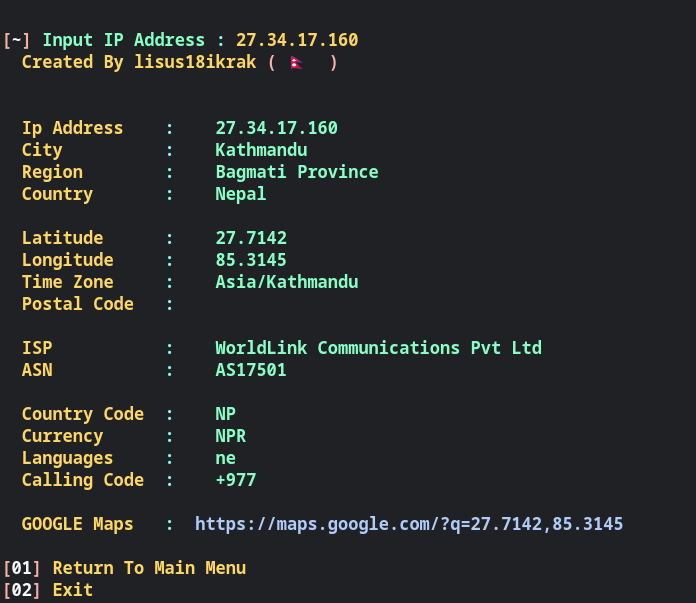 [~] Input IP Address : 27.34.17.160
Created By lisus18ikrak ( 🇳🇵 )
Ip Address : 27.34.17.160
City : Kathmandu
Region : Bagmati Province
Country : Nepal
Latitude : 27.7142
Longitude : 85.3145
Time Zone : Asia/Kathmandu
Postal Code :
ISP : WorldLink Communications Pvt Ltd
ASN : AS17501
Country Code : NP
Currency : NPR
Languages : ne
Calling Code : +977
GOOGLE Maps : https://maps.google.com/?q=27.7142,85.3145
[01] Return To Main Menu
[02] Exit